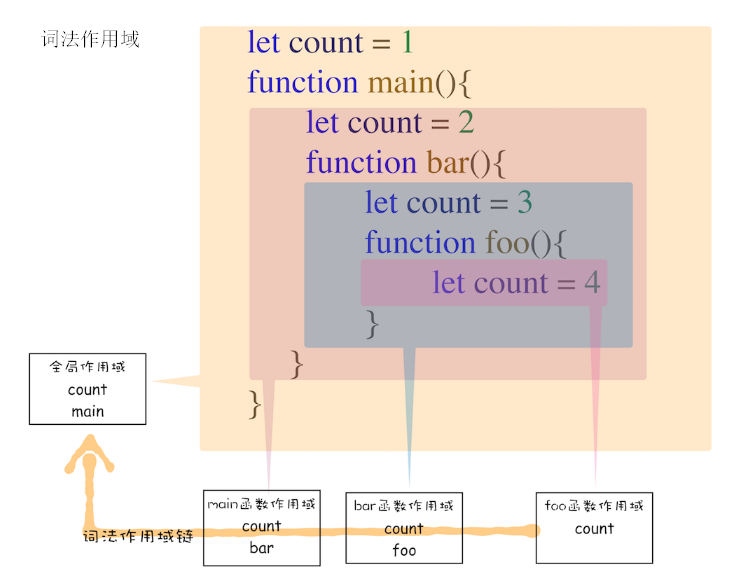 词法作用域
let count = 1
function main(){
let count = 2
function bar(){
let count = 3
function foo(){
let count = 4
}
}
}
全局作用域
count
main
main函数作用域
count
bar
bar函数作用域
count
foo
foo函数作用域
count
词法作用域链